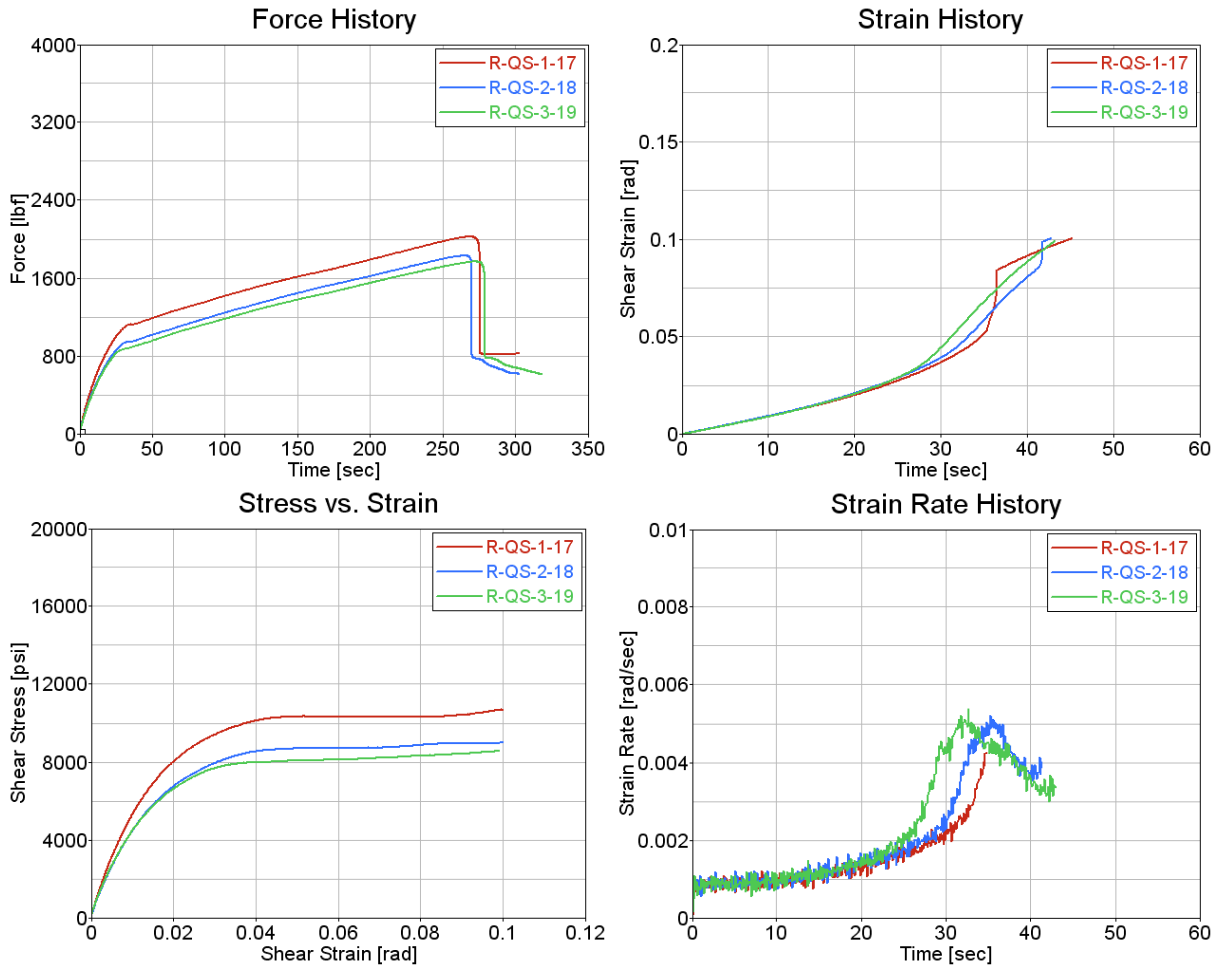 Force History
4000
3200
2400
1600
800
0
Force [lbf]
R-QS-1-17
R-QS-2-18
R-QS-3-19
0 50 100 150 200 250 300 350
Time [sec]
Strain History
0.2
0.15
0.1
0.05
0
Shear Strain [rad]
R-QS-1-17
R-QS-2-18
R-QS-3-19
0 10 20 30 40 50 60
Time [sec]
Stress vs. Strain
20000
16000
12000
8000
4000
0
Shear Stress [psi]
R-QS-1-17
R-QS-2-18
R-QS-3-19
0 0.02 0.04 0.06 0.08 0.1 0.12
Shear Strain [rad]
Strain Rate History
0.01
0.008
0.006
0.004
0.002
0
Strain Rate [rad/sec]
R-QS-1-17
R-QS-2-18
R-QS-3-19
0 10 20 30 40 50 60
Time [sec]